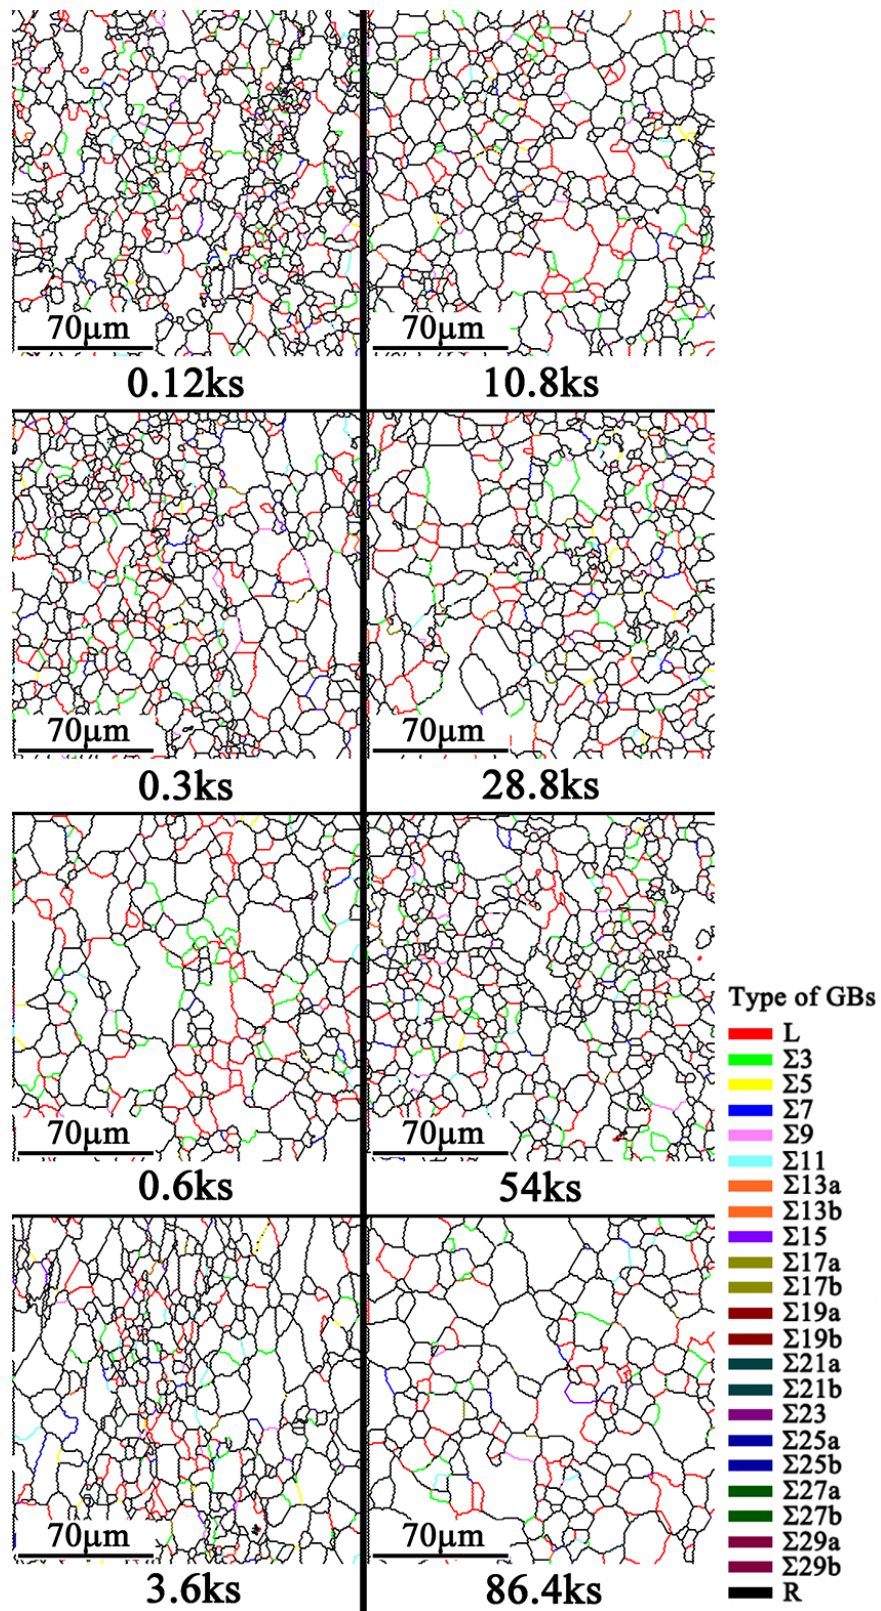 70μm
70μm
0.12ks
10.8ks
70μm
70μm
0.3ks
28.8ks
70μm
70μm
0.6ks
54ks
70μm
70μm
3.6ks
86.4ks
Type of GBs
L
Σ3
Σ5
Σ7
Σ9
Σ11
Σ13a
Σ13b
Σ15
Σ17a
Σ17b
Σ19a
Σ19b
Σ21a
Σ21b
Σ23
Σ25a
Σ25b
Σ27a
Σ27b
Σ29a
Σ29b
R